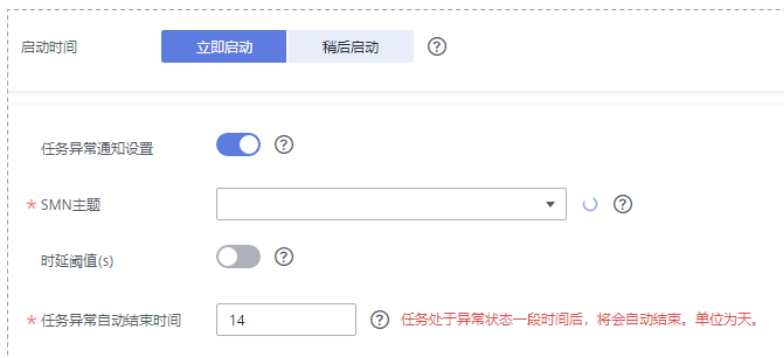 启动时间 立即启动 稍后启动 ?
任务异常通知设置 ?
* SMN主题 ?
时延阈值(s) ?
* 任务异常自动结束时间 14 ? 任务处于异常状态一段时间后，将会自动结束。单位为天。